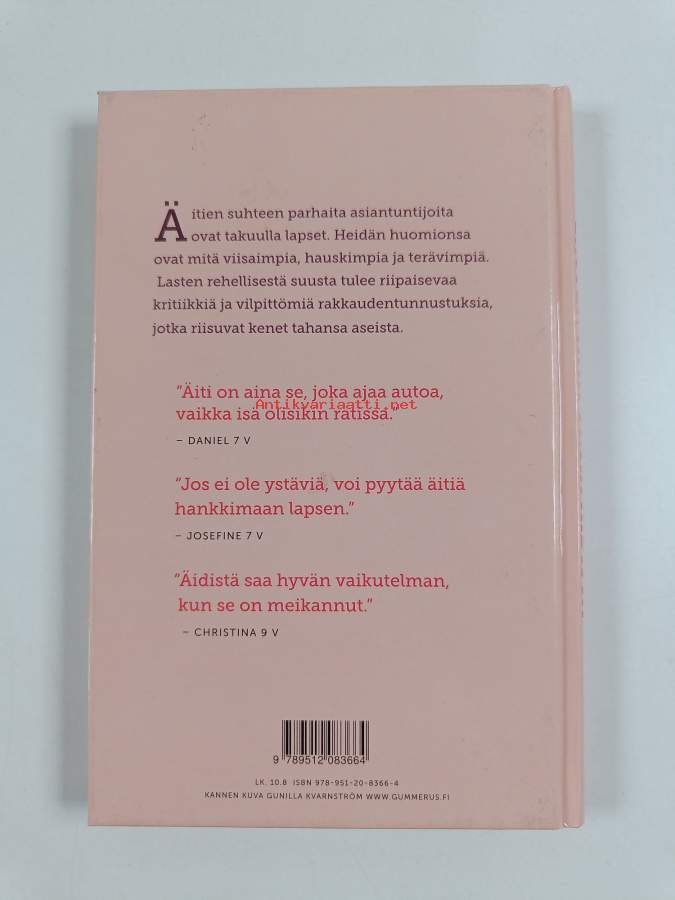 Äitien suhteen parhaita asiantuntijoita
ovat takuulla lapset. Heidän huomionsa
ovat mitä viisaimpia, hauskimpia ja terävimpiä.
Lasten rehellisestä suusta tulee riipaisevaa
kritiikkiä ja vilpittömiä rakkaudentunnustuksia,
jotka riisuvat kenet tahansa aseista.
”Äiti on aina se, joka ajaa autoa,
Antikvariaatti.net
vaikka isä olisikin ratissa.”
– DANIEL 7 V
”Jos ei ole ystäviä, voi pyytää äitiä
hankkimaan lapsen.”
– JOSEFINE 7 V
”Äidistä saa hyvän vaikutelman,
kun se on meikannut.”
– CHRISTINA 9 V
9 789512 083664
LK. 10.8 ISBN 978-951-20-8366-4
KANNEN KUVA GUNILLA KVARNSTRÖM WWW.GUMMERUS.FI